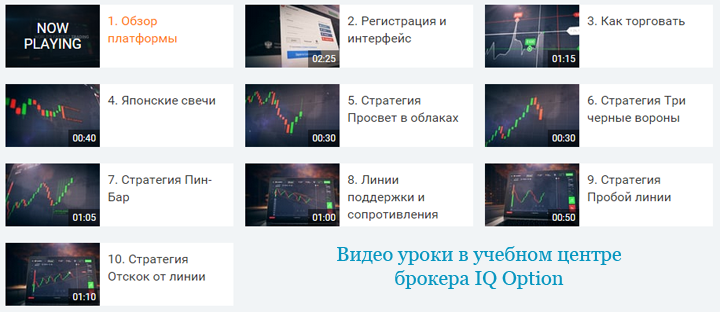 NOW
PLAYING
1. Обзор
платформы
02:25
2. Регистрация и
интерфейс
01:15
3. Как торговать
00:40
4. Японские свечи
00:30
5. Стратегия
Просвет в облаках
00:30
6. Стратегия Три
черные вороны
01:05
7. Стратегия Пин-
Бар
01:00
8. Линии
поддержки и
сопротивления
00:50
9. Стратегия
Пробой линии
01:10
10. Стратегия
Отскок от линии
Видео уроки в учебном центре
брокера IQ Option